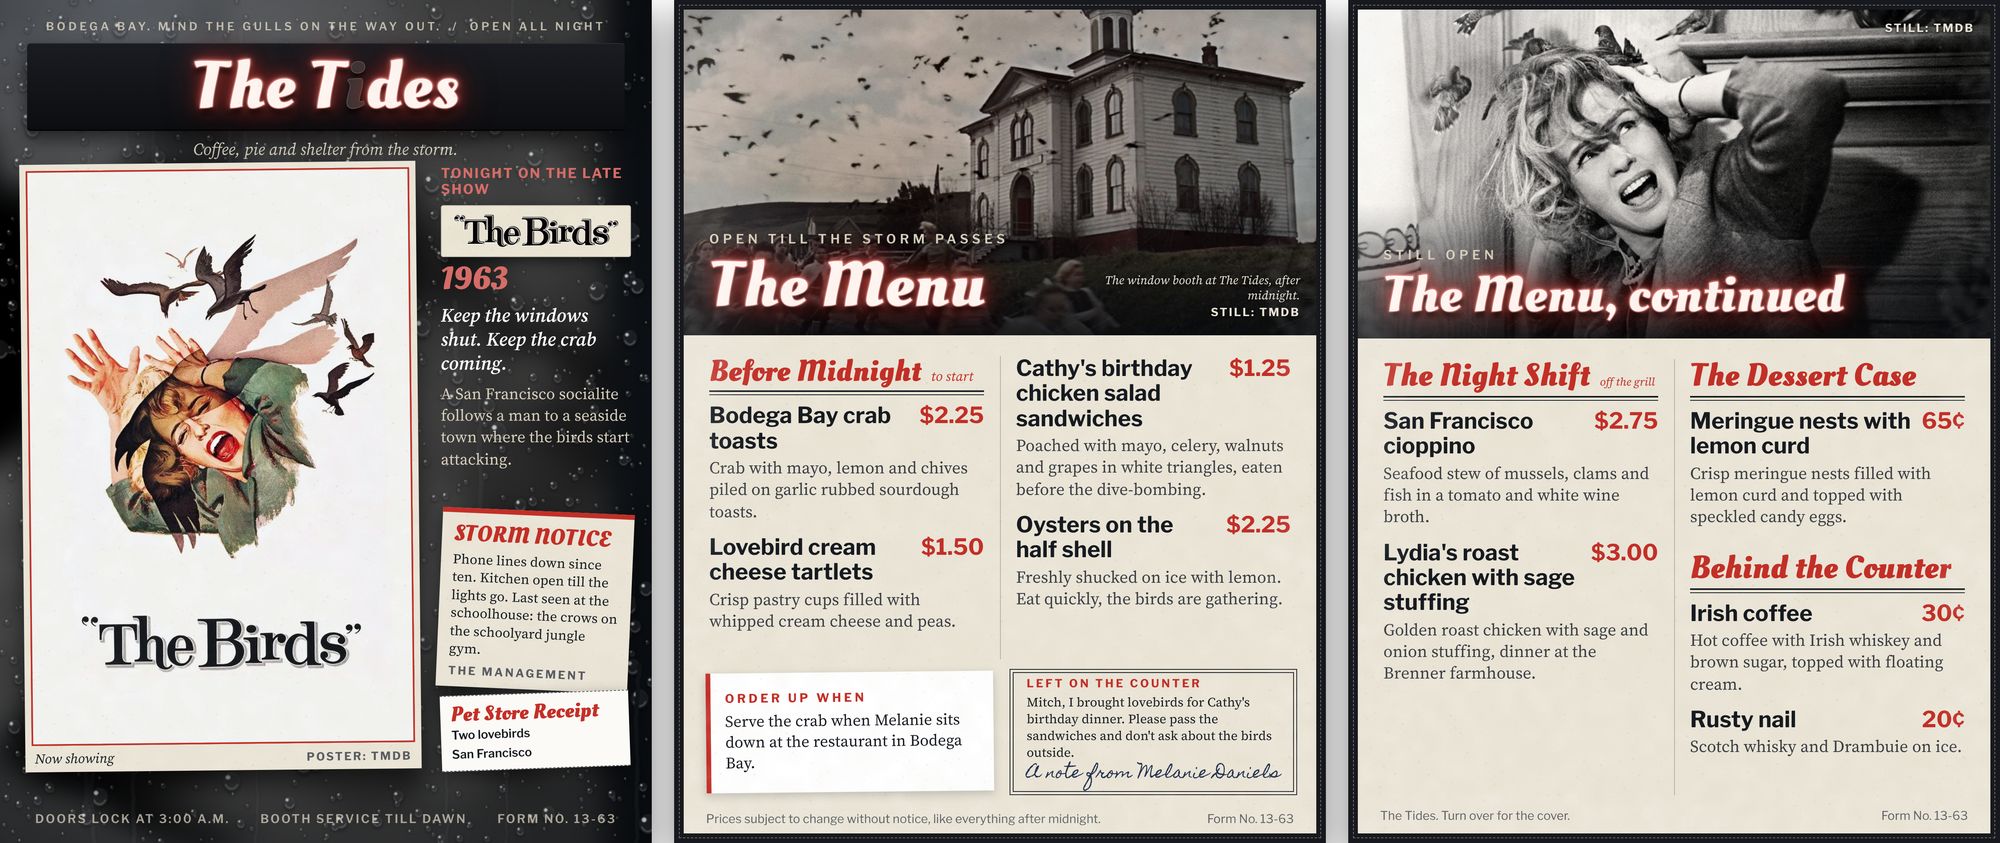 BODEGA BAY. MIND THE GULLS ON THE WAY OUT. / OPEN ALL NIGHT
The Tides
Coffee, pie and shelter from the storm.
"The Birds"
Now showing
POSTER: TMDB
TONIGHT ON THE LATE
SHOW
"The Birds"
1963
Keep the windows
shut. Keep the crab
coming.
A San Francisco socialite
follows a man to a seaside
town where the birds start
attacking.
STORM NOTICE
Phone lines down since
ten. Kitchen open till the
lights go. Last seen at the
schoolhouse: the crows on
the schoolyard jungle
gym.
THE MANAGEMENT
Pet Store Receipt
Two lovebirds
San Francisco
DOORS LOCK AT 3:00 A.M. BOOTH SERVICE TILL DAWN. FORM NO. 13-63
OPEN TILL THE STORM PASSES
The Menu
The window booth at The Tides, after
midnight.
STILL: TMDB
Before Midnight to start
Bodega Bay crab $2.25
toasts
Crab with mayo, lemon and chives
piled on garlic rubbed sourdough
toasts.
Lovebird cream $1.50
cheese tartlets
Crisp pastry cups filled with
whipped cream cheese and peas.
Cathy's birthday $1.25
chicken salad
sandwiches
Poached with mayo, celery, walnuts
and grapes in white triangles, eaten
before the dive-bombing.
Oysters on the $2.25
half shell
Freshly shucked on ice with lemon.
Eat quickly, the birds are gathering.
ORDER UP WHEN
Serve the crab when Melanie sits
down at the restaurant in Bodega
Bay.
LEFT ON THE COUNTER
Mitch, I brought lovebirds for Cathy's
birthday dinner. Please pass the
sandwiches and don't ask about the birds
outside.
A note from Melanie Daniels
Prices subject to change without notice, like everything after midnight. Form No. 13-63
STILL: TMDB
STILL OPEN
The Menu, continued
The Night Shift off the grill
San Francisco $2.75
cioppino
Seafood stew of mussels, clams and
fish in a tomato and white wine
broth.
Lydia's roast $3.00
chicken with sage
stuffing
Golden roast chicken with sage and
onion stuffing, dinner at the
Brenner farmhouse.
The Dessert Case
Meringue nests with 65¢
lemon curd
Crisp meringue nests filled with
lemon curd and topped with
speckled candy eggs.
Behind the Counter
Irish coffee 30¢
Hot coffee with Irish whiskey and
brown sugar, topped with floating
cream.
Rusty nail 20¢
Scotch whisky and Drambuie on ice.
The Tides. Turn over for the cover. Form No. 13-63